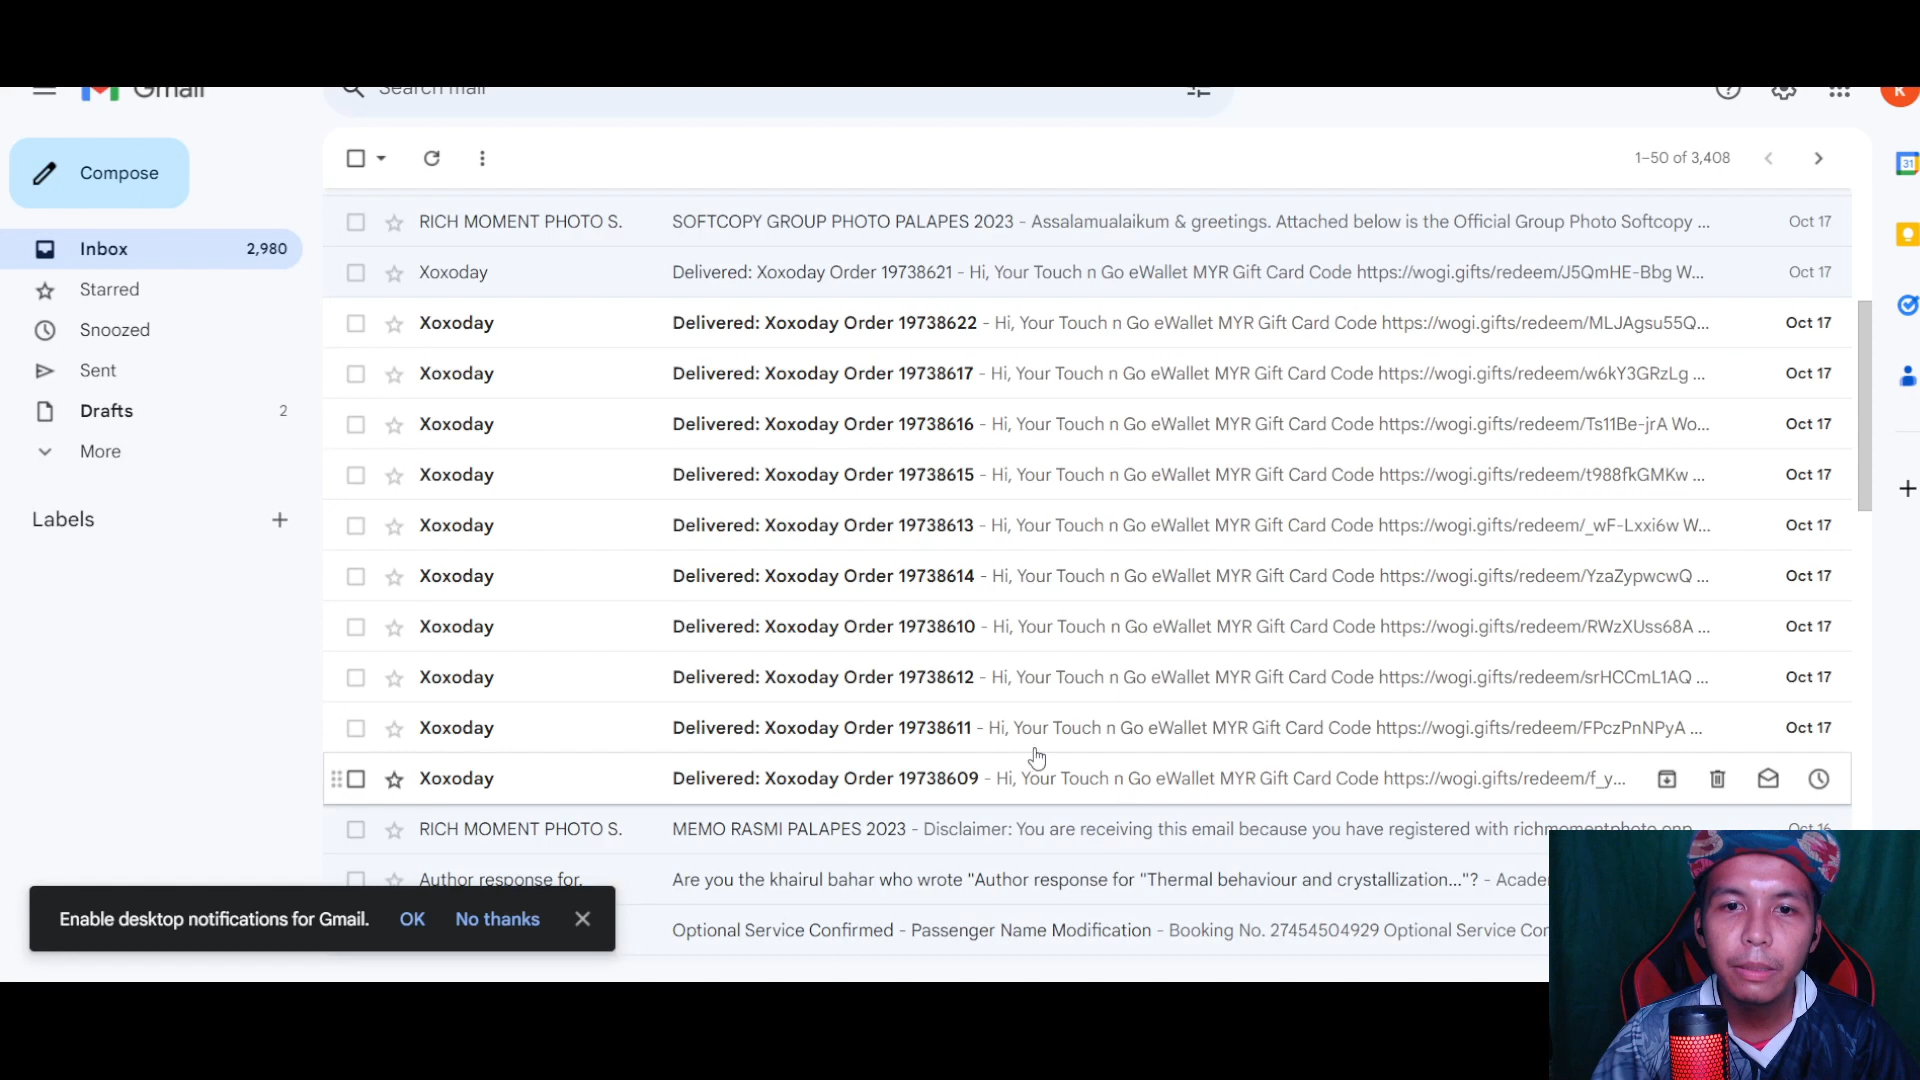 Gmail
Search mail
K
Compose
1–50 of 3,408
31
Inbox 2,980
Starred
Snoozed
Sent
Drafts 2
More
Labels
RICH MOMENT PHOTO S. SOFTCOPY GROUP PHOTO PALAPES 2023 - Assalamualaikum & greetings. Attached below is the Official Group Photo Softcopy ... Oct 17
Xoxoday Delivered: Xoxoday Order 19738621 - Hi, Your Touch n Go eWallet MYR Gift Card Code https://wogi.gifts/redeem/J5QmHE-Bbg W... Oct 17
Xoxoday Delivered: Xoxoday Order 19738622 - Hi, Your Touch n Go eWallet MYR Gift Card Code https://wogi.gifts/redeem/MLJAgsu55Q... Oct 17
Xoxoday Delivered: Xoxoday Order 19738617 - Hi, Your Touch n Go eWallet MYR Gift Card Code https://wogi.gifts/redeem/w6kY3GRzLg ... Oct 17
Xoxoday Delivered: Xoxoday Order 19738616 - Hi, Your Touch n Go eWallet MYR Gift Card Code https://wogi.gifts/redeem/Ts11Be-jrA Wo... Oct 17
Xoxoday Delivered: Xoxoday Order 19738615 - Hi, Your Touch n Go eWallet MYR Gift Card Code https://wogi.gifts/redeem/t988fkGMKw ... Oct 17
Xoxoday Delivered: Xoxoday Order 19738613 - Hi, Your Touch n Go eWallet MYR Gift Card Code https://wogi.gifts/redeem/_wF-Lxxi6w W... Oct 17
Xoxoday Delivered: Xoxoday Order 19738614 - Hi, Your Touch n Go eWallet MYR Gift Card Code https://wogi.gifts/redeem/YzaZypwcwQ ... Oct 17
Xoxoday Delivered: Xoxoday Order 19738610 - Hi, Your Touch n Go eWallet MYR Gift Card Code https://wogi.gifts/redeem/RWzXUss68A ... Oct 17
Xoxoday Delivered: Xoxoday Order 19738612 - Hi, Your Touch n Go eWallet MYR Gift Card Code https://wogi.gifts/redeem/srHCCmL1AQ ... Oct 17
Xoxoday Delivered: Xoxoday Order 19738611 - Hi, Your Touch n Go eWallet MYR Gift Card Code https://wogi.gifts/redeem/FPczPnNPyA ... Oct 17
Xoxoday Delivered: Xoxoday Order 19738609 - Hi, Your Touch n Go eWallet MYR Gift Card Code https://wogi.gifts/redeem/f_y...
RICH MOMENT PHOTO S. MEMO RASMI PALAPES 2023 - Disclaimer: You are receiving this email because you have registered with Oct 16
Author response for. Are you the khairul bahar who wrote "Author response for "Thermal behaviour and crystallization..."? - Acade
Optional Service Confirmed - Passenger Name Modification - Booking No. 27454504929 Optional Service Con
Enable desktop notifications for Gmail. OK No thanks